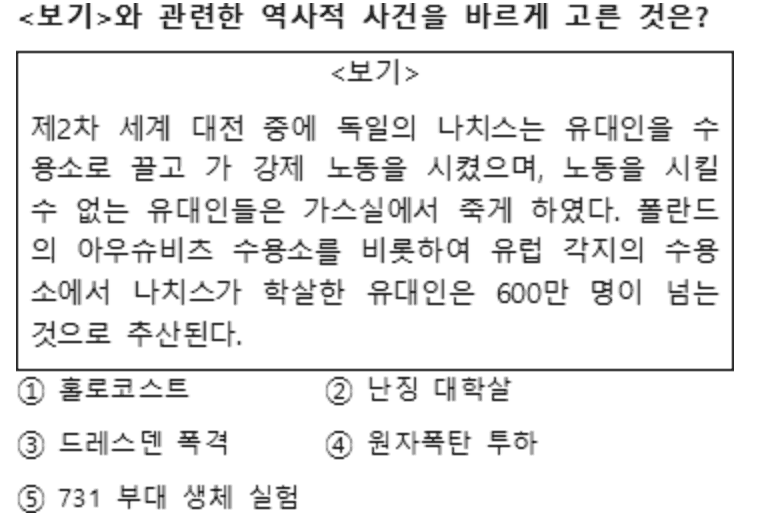 <보기>와 관련한 역사적 사건을 바르게 고른 것은?
<보기>
제2차 세계 대전 중에 독일의 나치스는 유대인을 수
용소로 끌고 가 강제 노동을 시켰으며, 노동을 시킬
수 없는 유대인들은 가스실에서 죽게 하였다. 폴란드
의 아우슈비츠 수용소를 비롯하여 유럽 각지의 수용
소에서 나치스가 학살한 유대인은 600만 명이 넘는
것으로 추산된다.
① 홀로코스트 ② 난징 대학살
③ 드레스덴 폭격 ④ 원자폭탄 투하
⑤ 731 부대 생체 실험